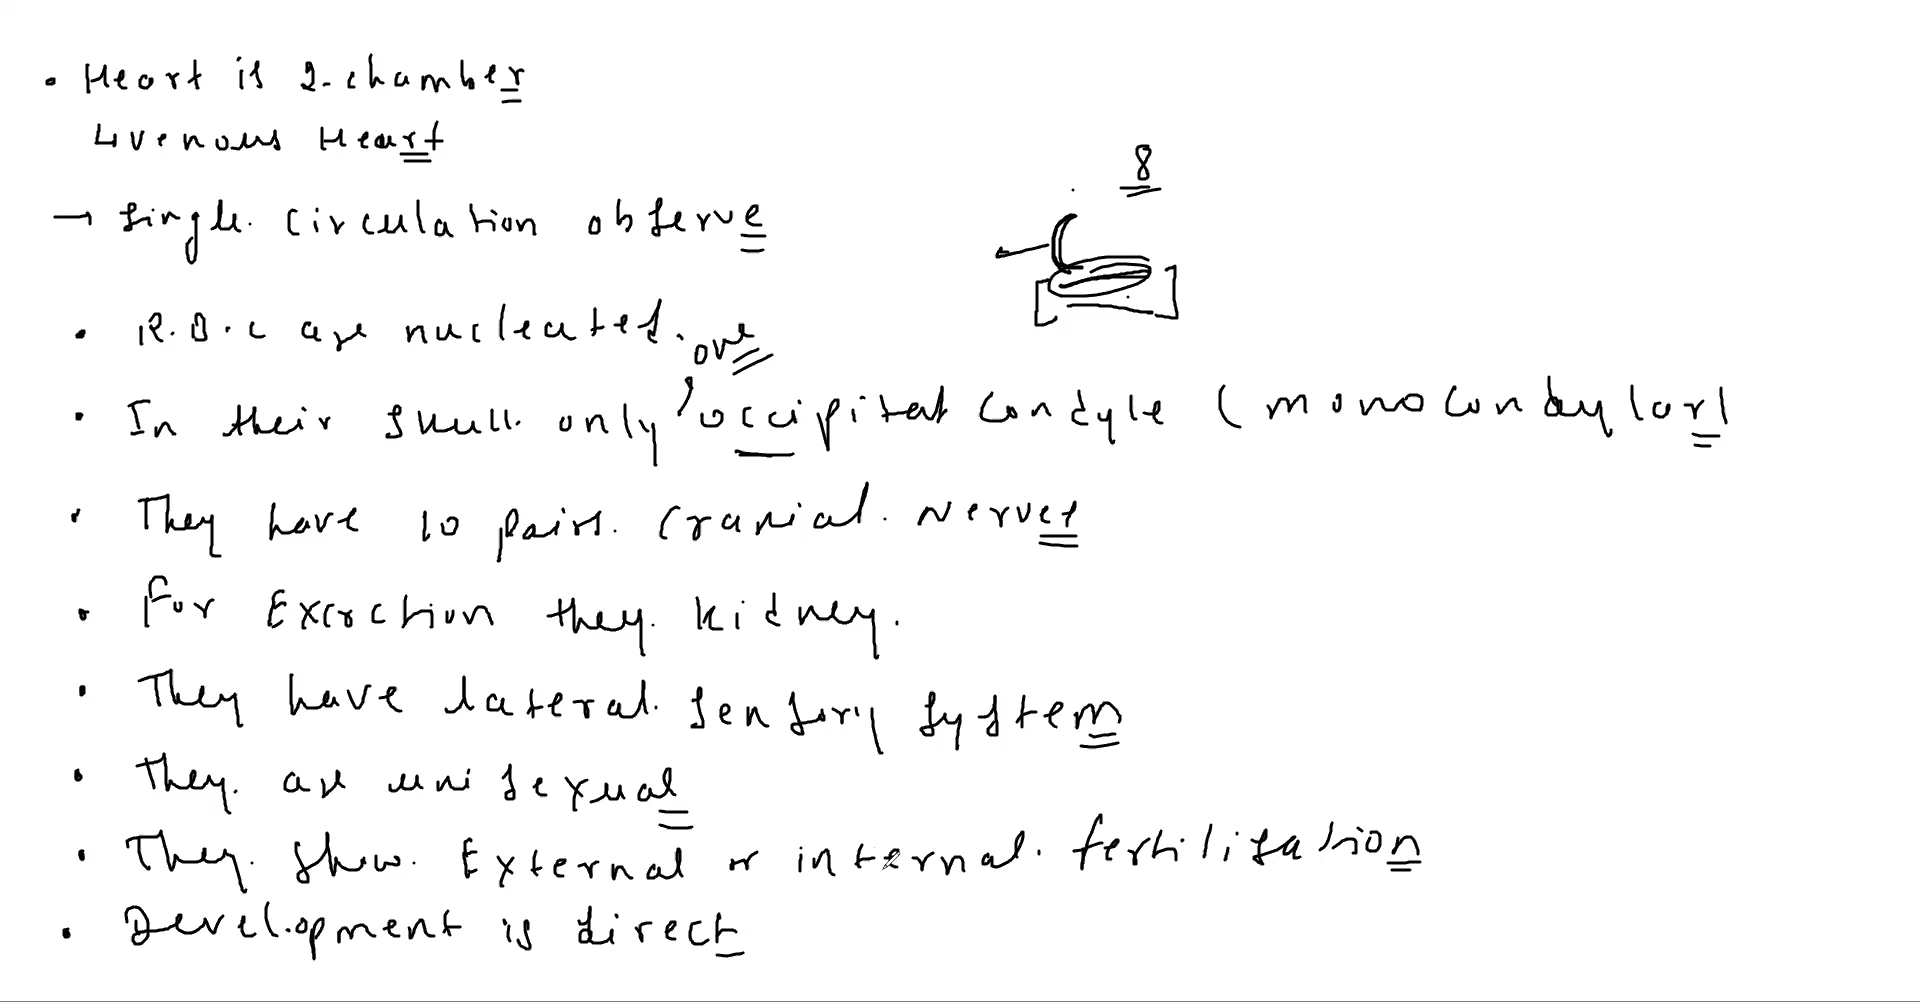 • Heart is 2-chamber
↳ venous Heart
8
→ Single circulation observe
• R.B.C are nucleated.
• In their skull only one occipital condyle (monocondylar)
• They have 10 pairs cranial nerves
• For Excretion they kidney.
• They have lateral sensory system
• They are unisexual
• They show External or internal fertilisation
• Development is direct